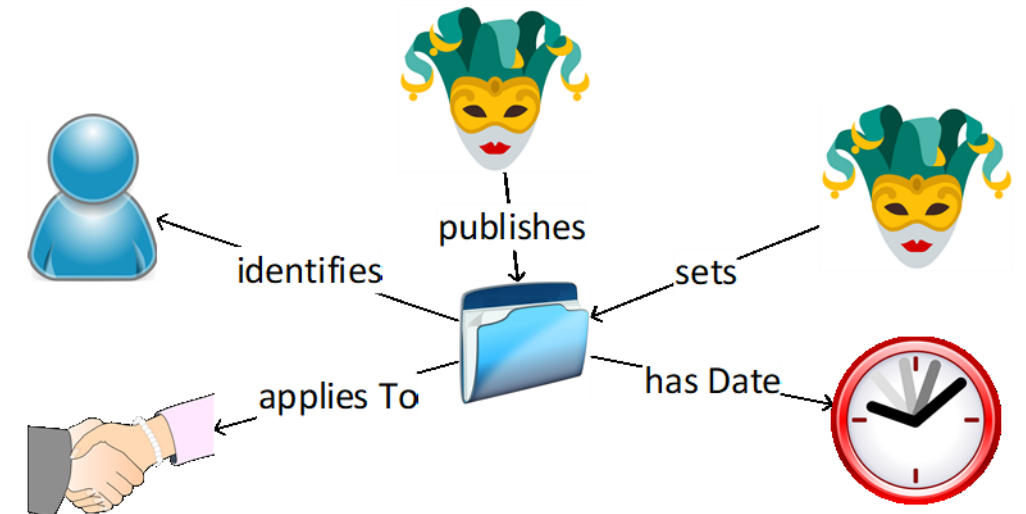 publishes
identifies
sets
has Date
applies To